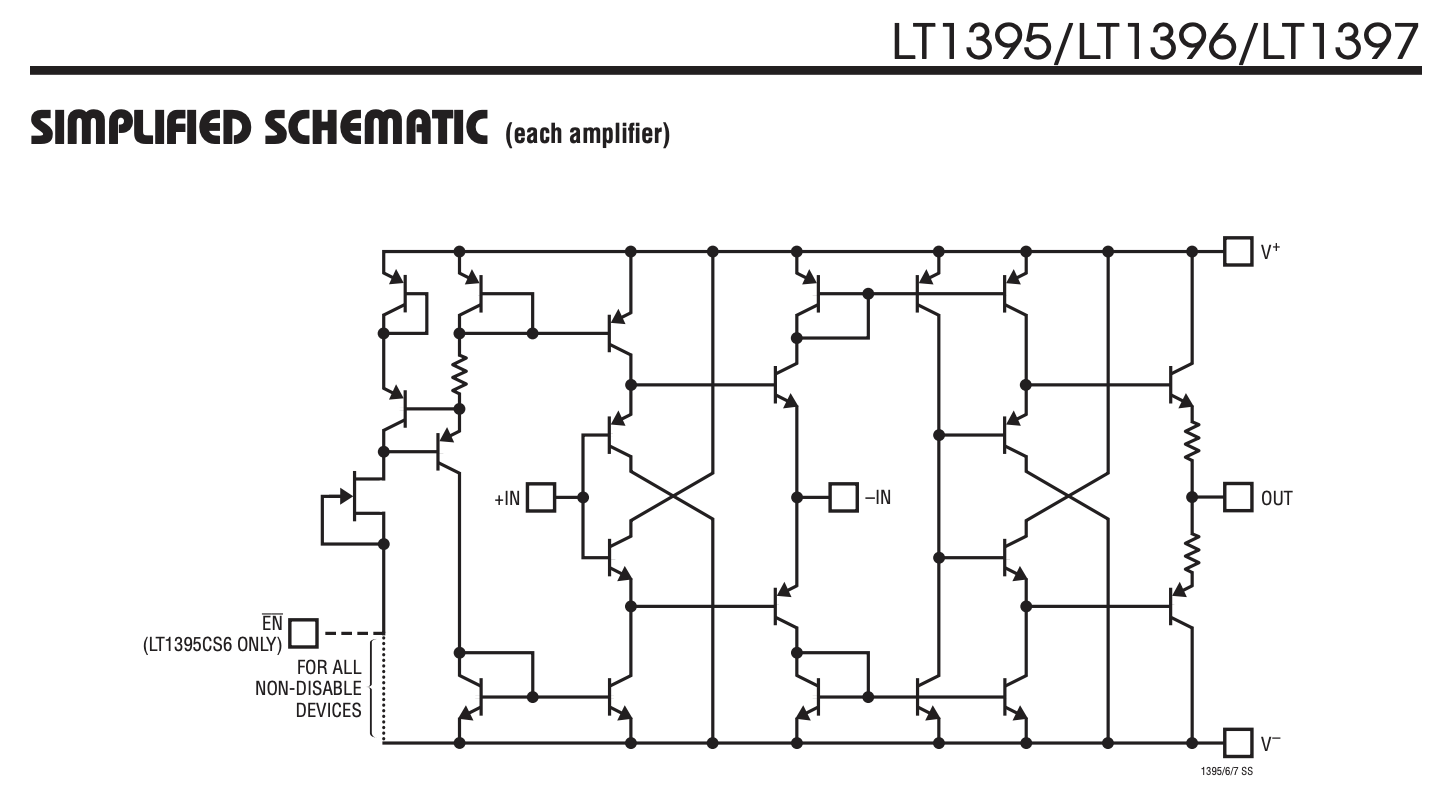 LT1395/LT1396/LT1397
SIMPLIFIED SCHEMATIC (each amplifier)
V+
+IN
–IN
OUT
EN
(LT1395CS6 ONLY)
FOR ALL
NON-DISABLE
DEVICES
V–
1395/6/7 SS